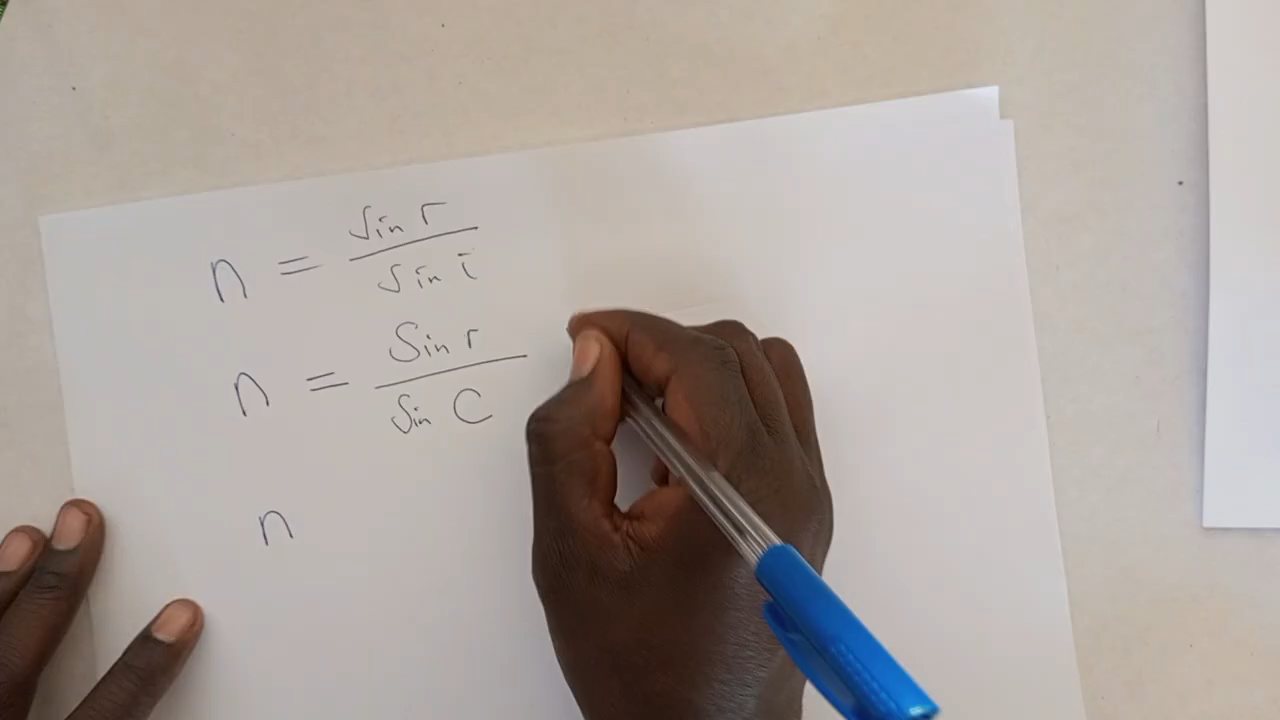 n = sin r / sin i
n = Sin r / Sin C
n